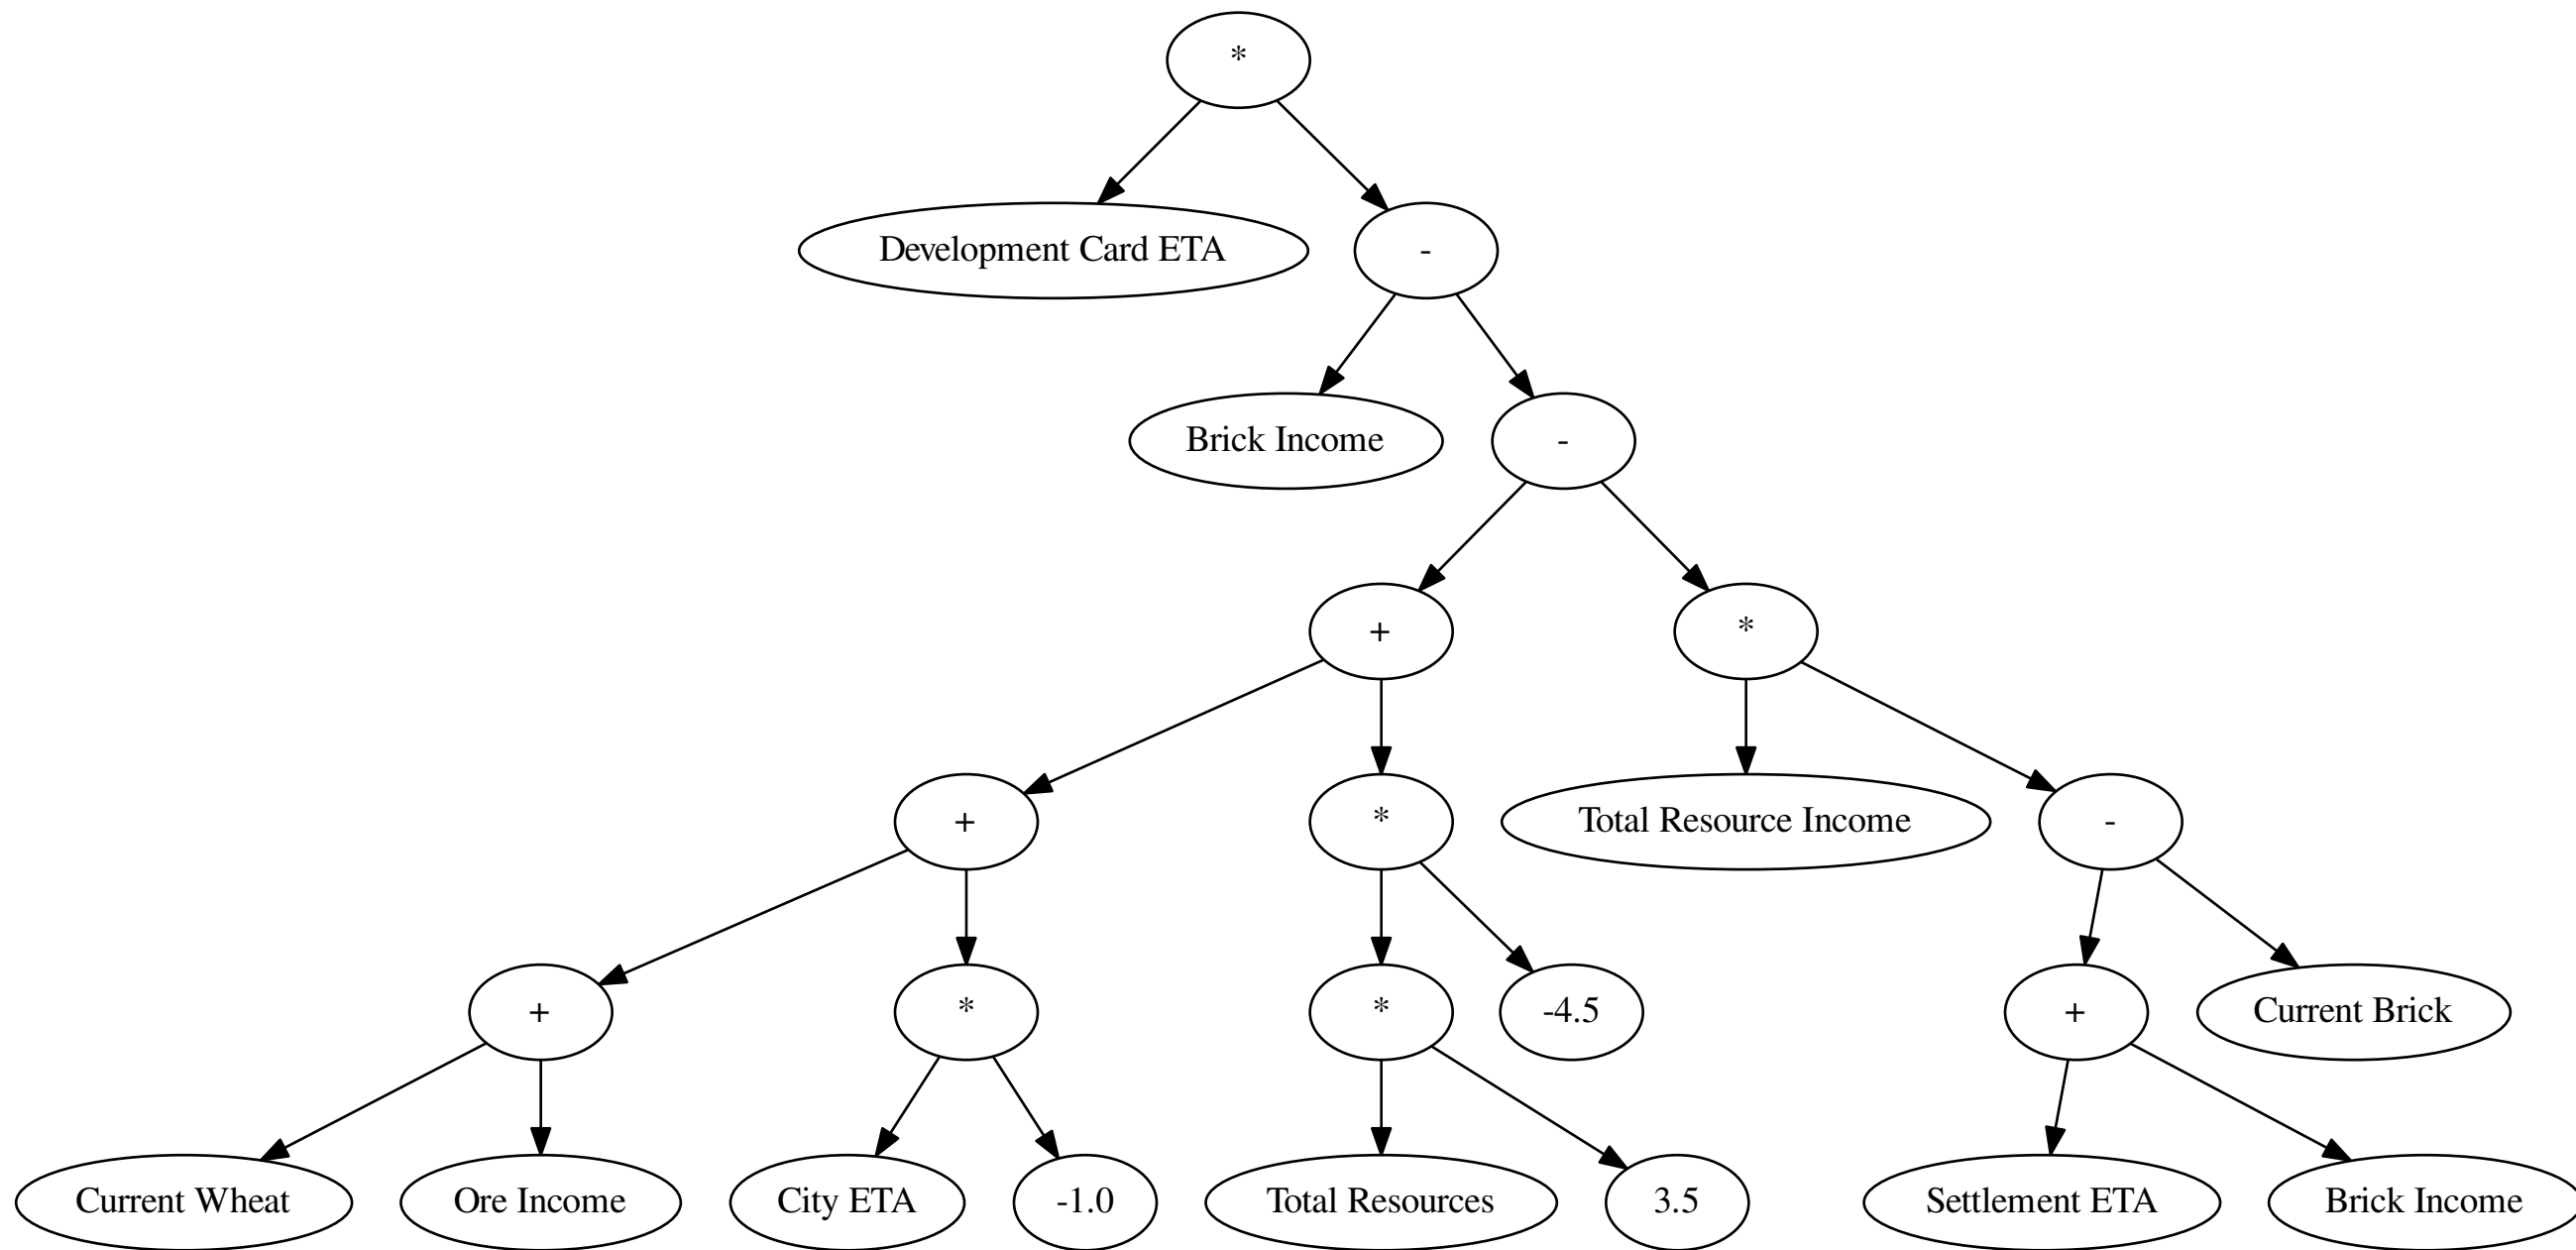 *
Development Card ETA
-
Brick Income
-
+
*
+
*
Total Resource Income
-
+
*
*
-4.5
+
Current Brick
Current Wheat
Ore Income
City ETA
-1.0
Total Resources
3.5
Settlement ETA
Brick Income